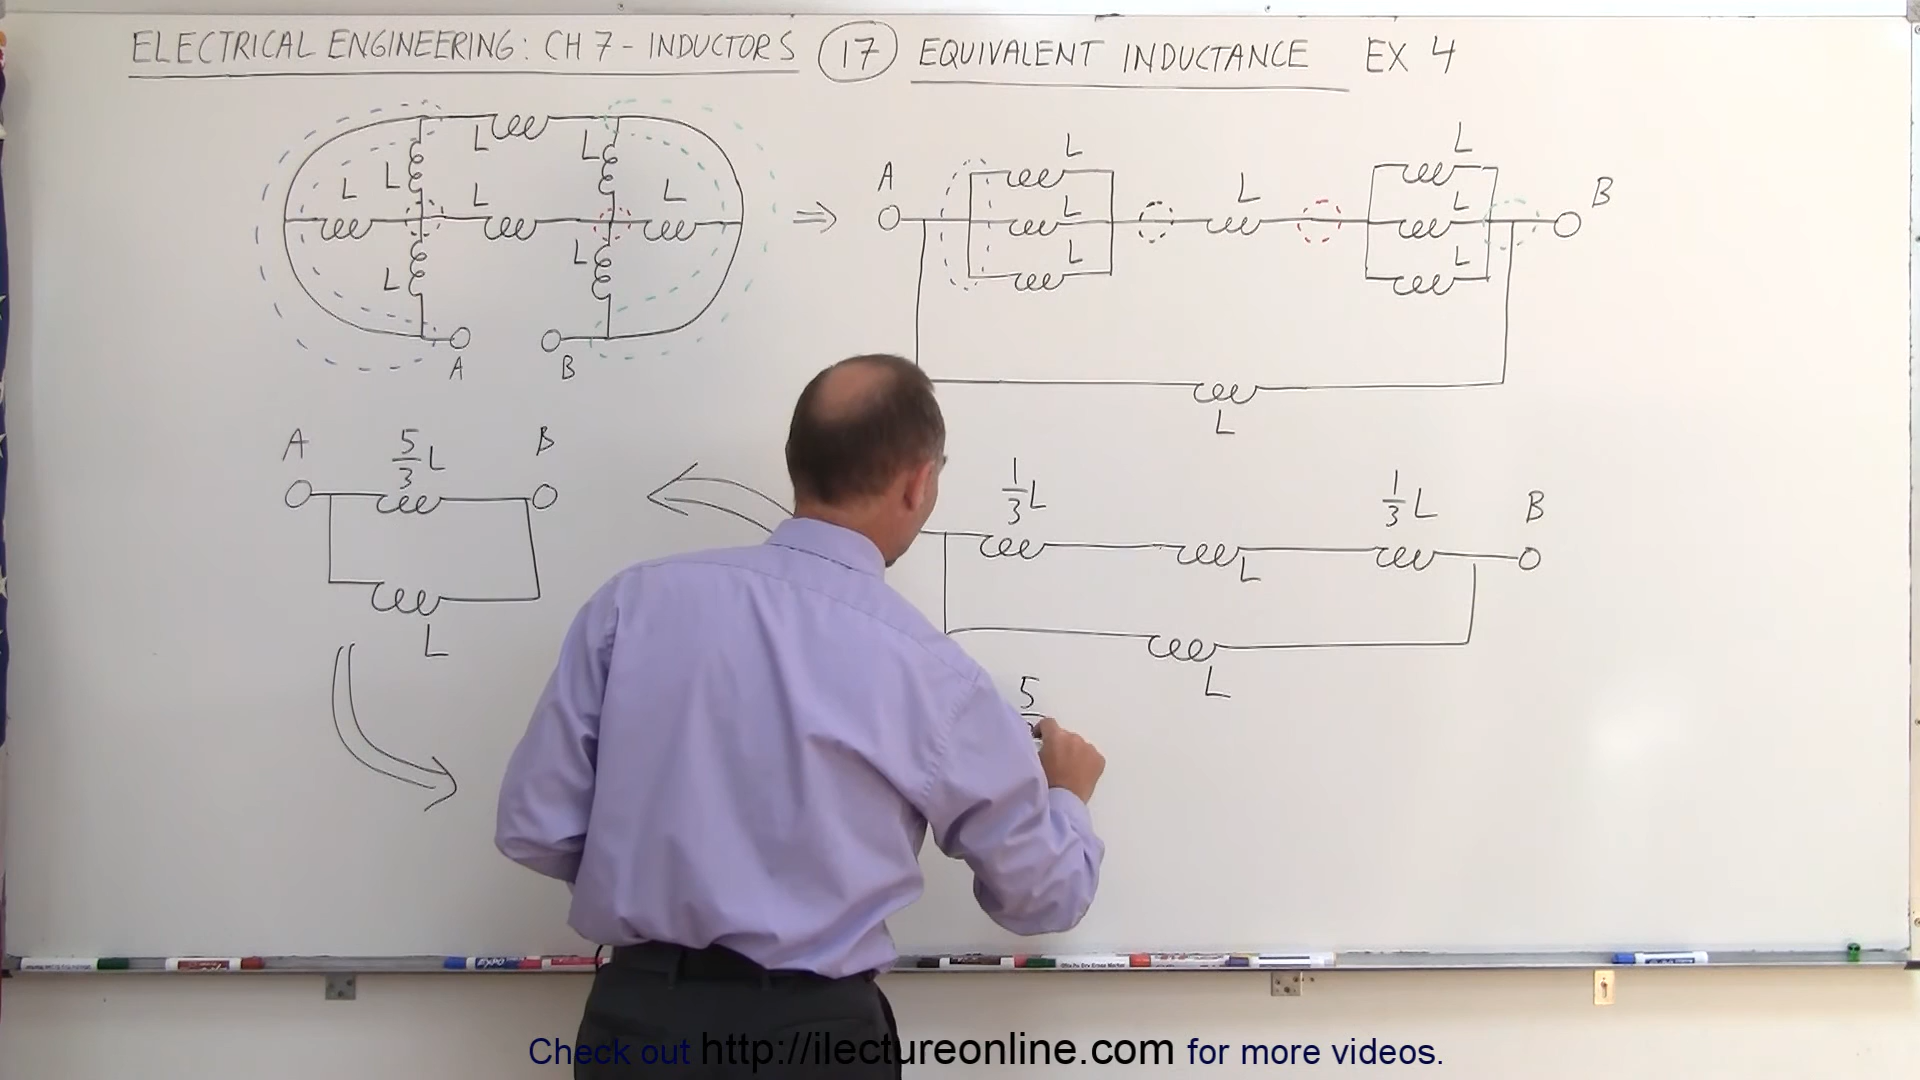 ELECTRICAL ENGINEERING: CH 7 - INDUCTORS 17 EQUIVALENT INDUCTANCE EX 4
L L
L L L L L
L L
A B
⇒
A L L B
L L L
L L
L
A 5/3 L B
L
1/3 L 1/3 L B
L
L
5
Check out http://ilectureonline.com for more videos.